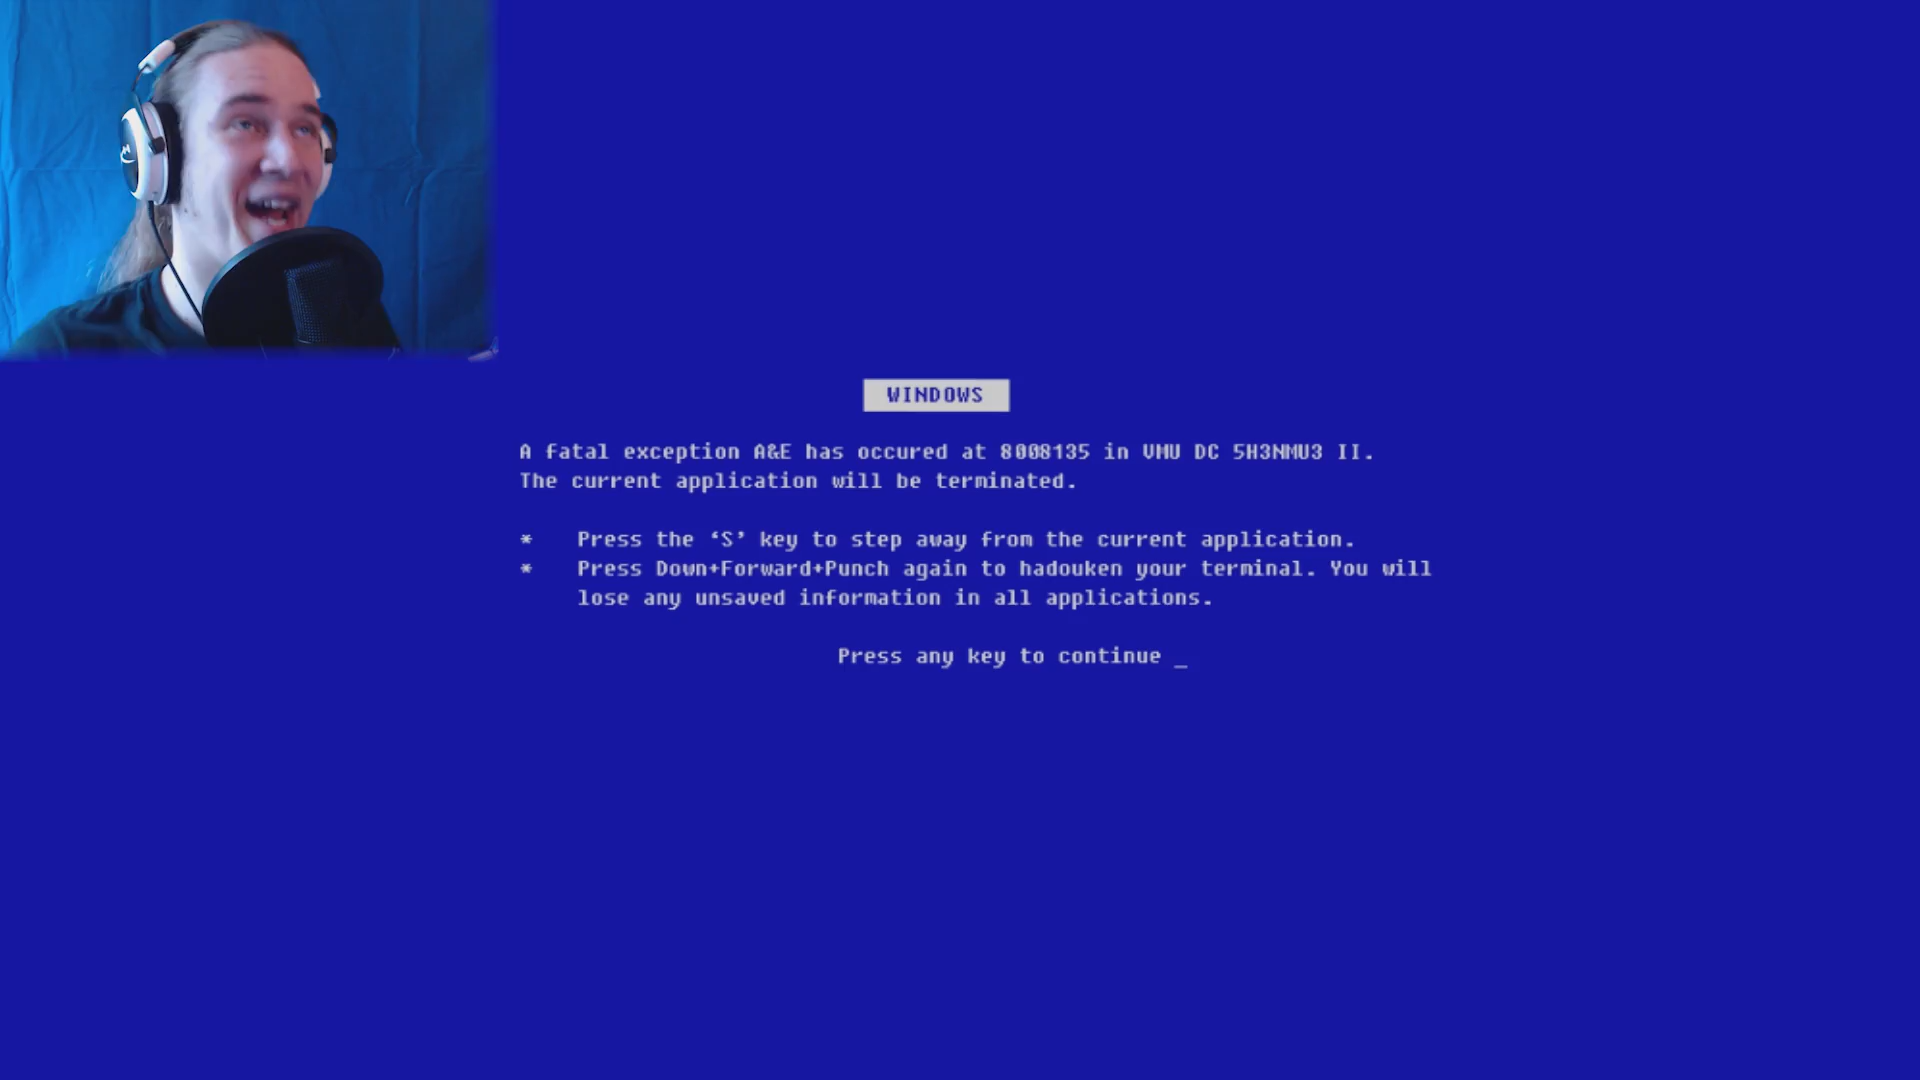 WINDOWS
A fatal exception A&E has occured at 8008135 in VMU DC 5H3NMU3 II.
The current application will be terminated.
* Press the ‘S’ key to step away from the current application.
* Press Down+Forward+Punch again to hadouken your terminal. You will
lose any unsaved information in all applications.
Press any key to continue _